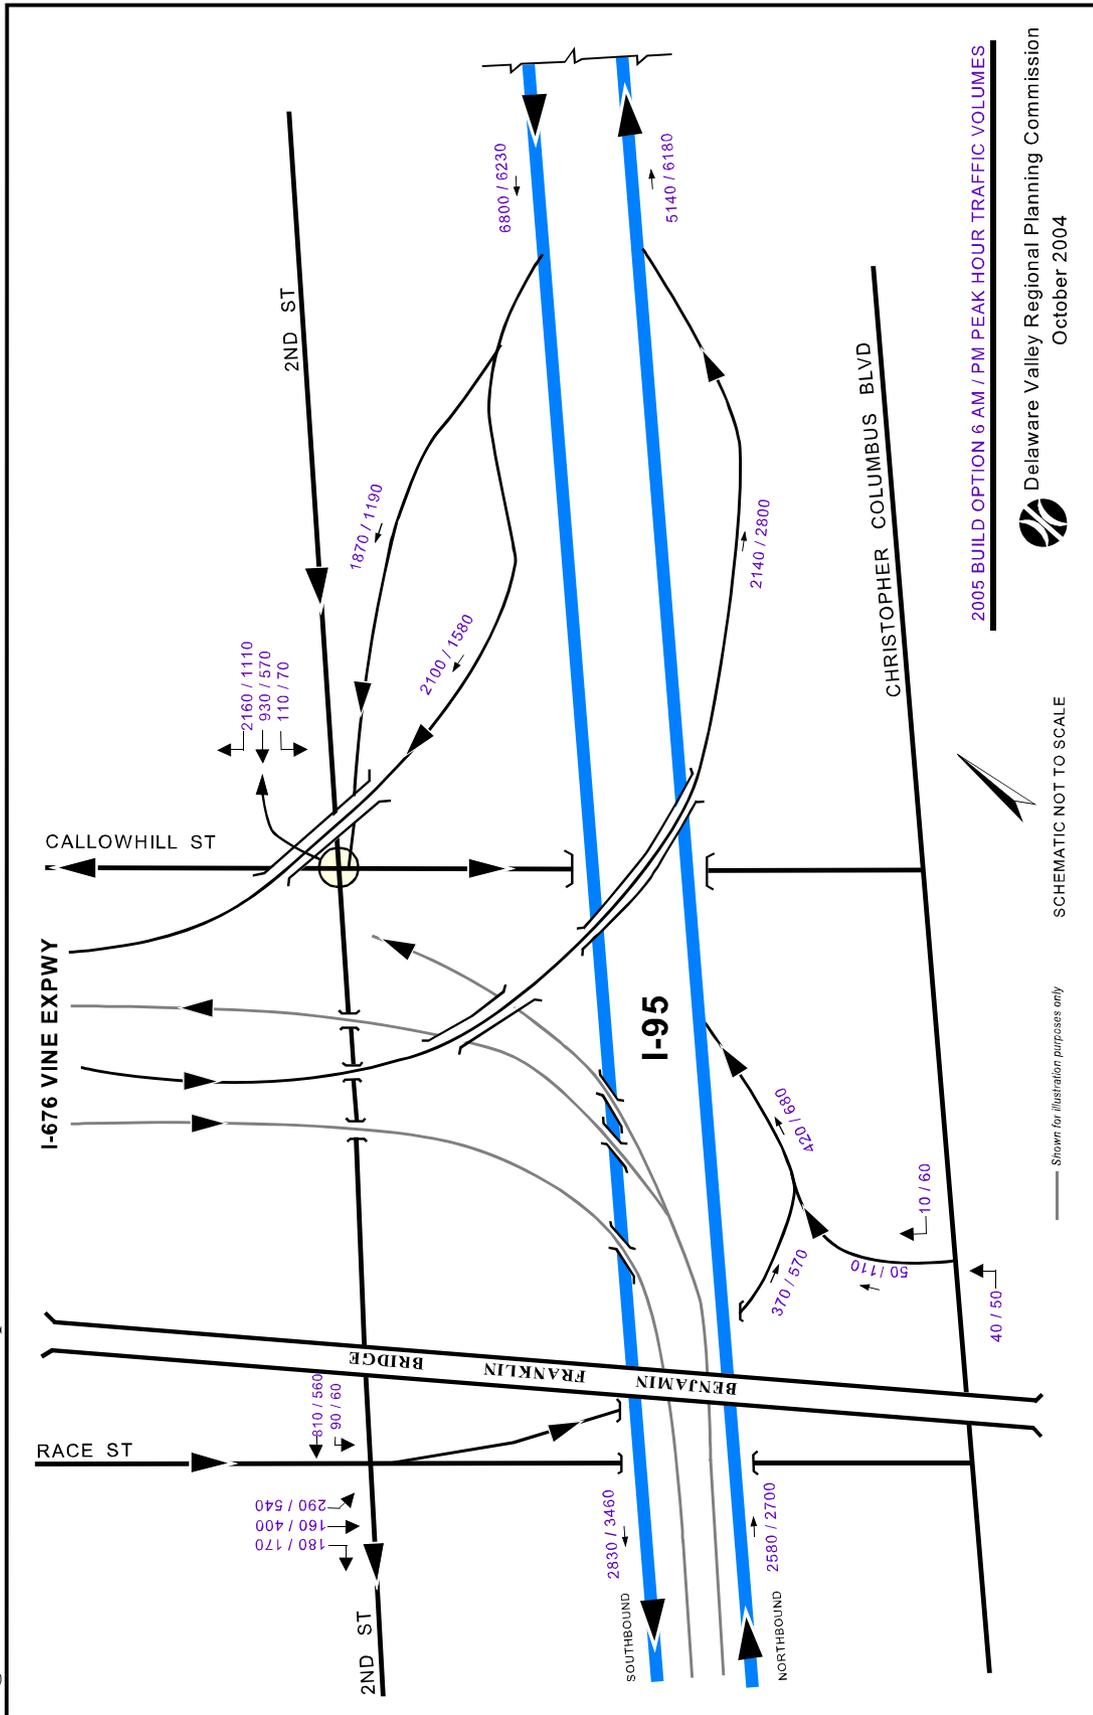 6800 / 6230
5140 / 6180
2ND ST
1870 / 1190
2100 / 1580
2140 / 2800
2160 / 1110
930 / 570
110 / 70
CALLOWHILL ST
I-676 VINE EXPWY
I-95
CHRISTOPHER COLUMBUS BLVD
420 / 680
370 / 570
10 / 60
50 / 110
40 / 50
BENJAMIN FRANKLIN BRIDGE
810 / 560
90 / 60
RACE ST
290 / 540
160 / 400
180 / 170
2830 / 3460
2580 / 2700
2ND ST
SOUTHBOUND
NORTHBOUND
2005 BUILD OPTION 6 AM / PM PEAK HOUR TRAFFIC VOLUMES
Delaware Valley Regional Planning Commission
October 2004
SCHEMATIC NOT TO SCALE
Shown for illustration purposes only